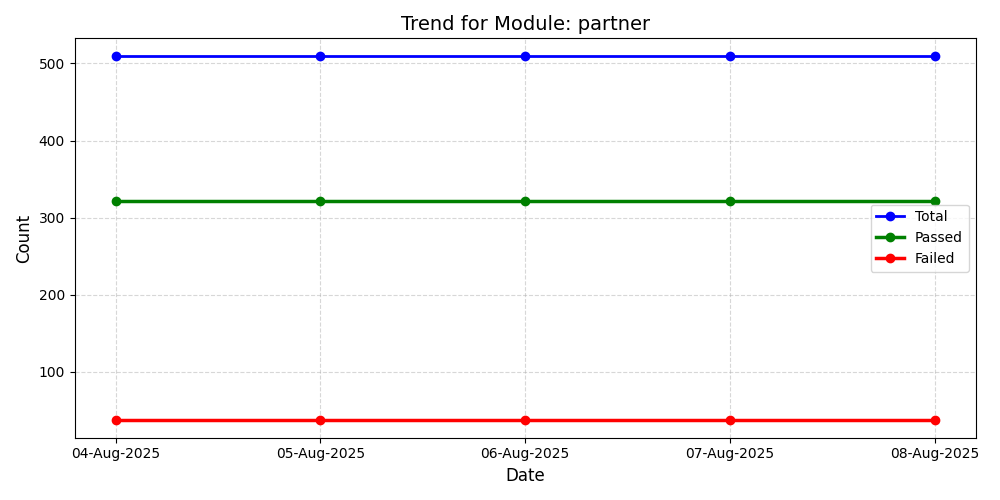 Trend for Module: partner
Count
500
400
300
200
100
Total
Passed
Failed
04-Aug-2025
05-Aug-2025
06-Aug-2025
07-Aug-2025
08-Aug-2025
Date